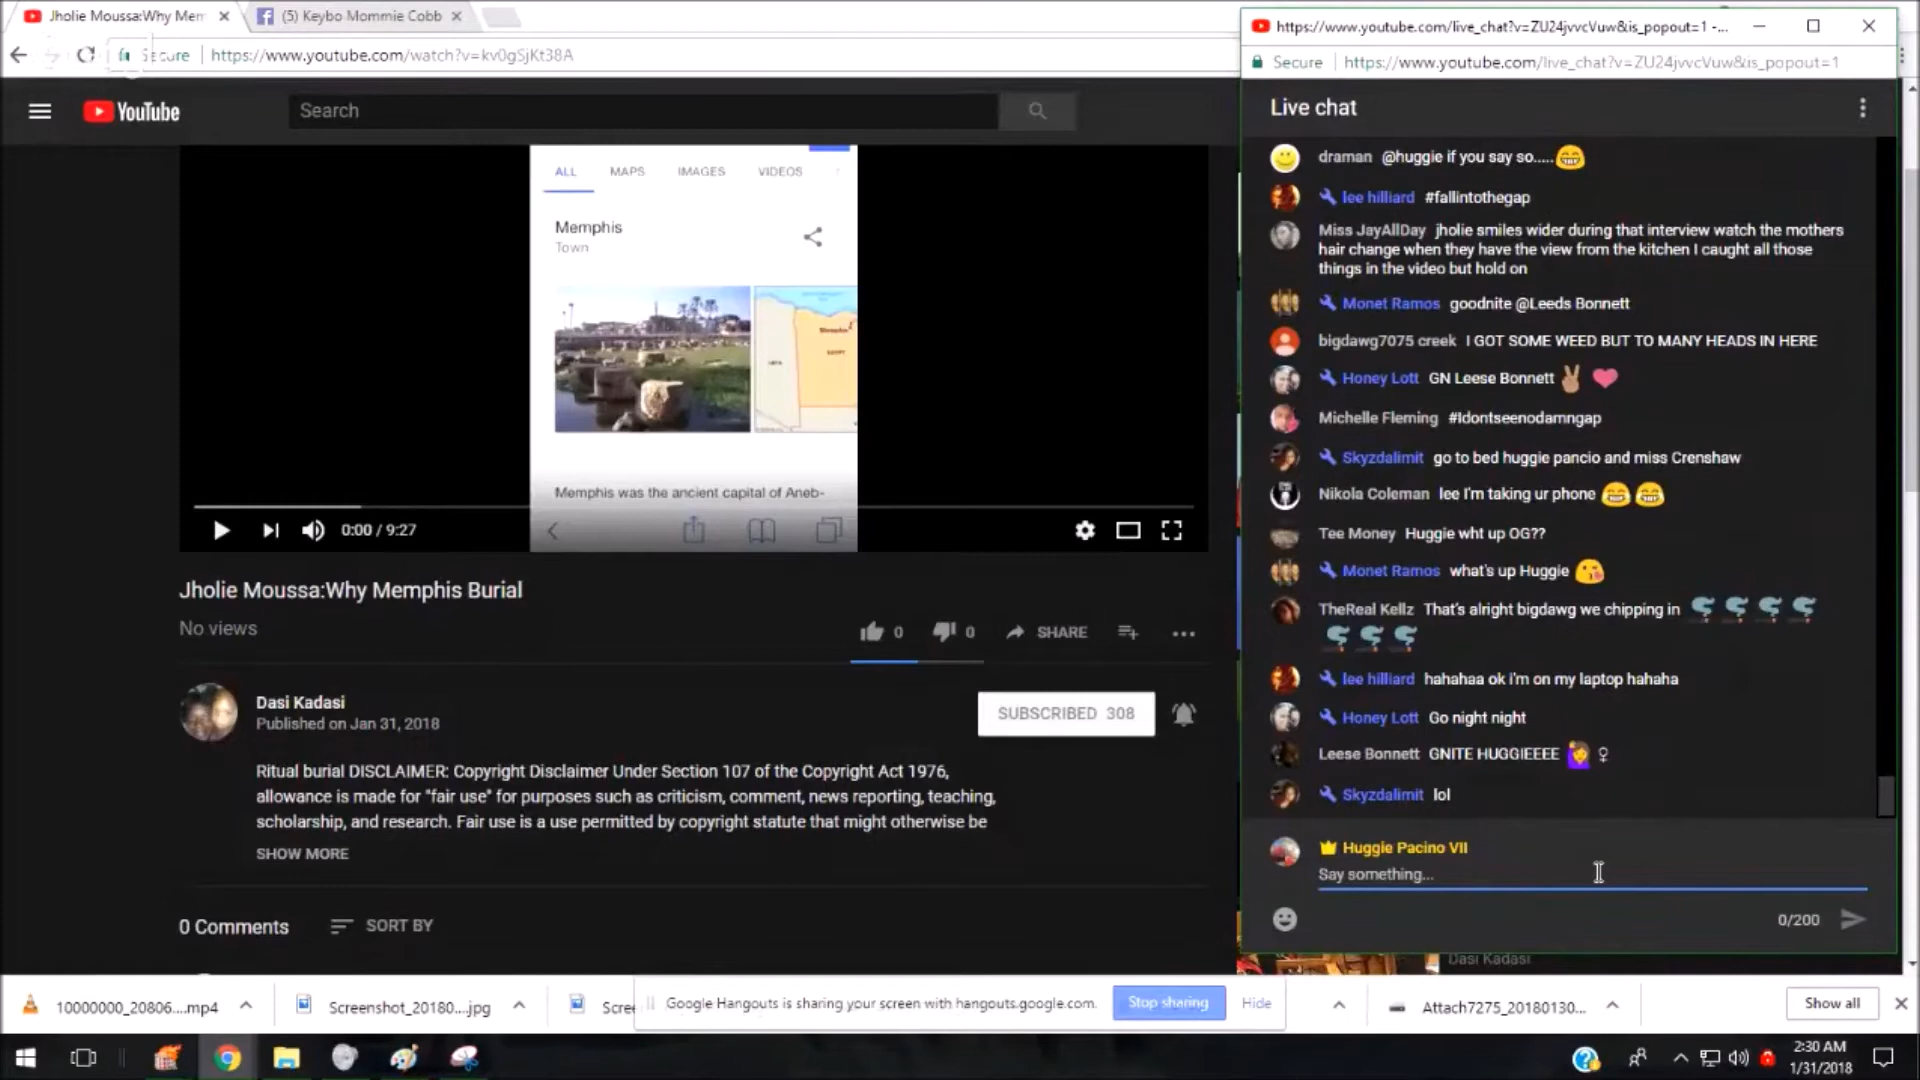 Jholie Moussa:Why Mem
(5) Keybo Mommie Cobb
https://www.youtube.com/live_chat?v=ZU24jvvcVuw&is_popout=1 -...
Secure
https://www.youtube.com/watch?v=kv0gSjKt38A
Secure
https://www.youtube.com/live_chat?v=ZU24jvvcVuw&is_popout=1
YouTube
Search
ALL MAPS IMAGES VIDEOS
Memphis
Town
Memphis was the ancient capital of Aneb-
0:00 / 9:27
Jholie Moussa:Why Memphis Burial
No views
0 0 SHARE
Dasi Kadasi
Published on Jan 31, 2018
SUBSCRIBED 308
Ritual burial DISCLAIMER: Copyright Disclaimer Under Section 107 of the Copyright Act 1976,
allowance is made for "fair use" for purposes such as criticism, comment, news reporting, teaching,
scholarship, and research. Fair use is a use permitted by copyright statute that might otherwise be
SHOW MORE
0 Comments SORT BY
Live chat
draman @huggie if you say so.....😁
lee hilliard #fallintothegap
Miss JayAllDay jholie smiles wider during that interview watch the mothers
hair change when they have the view from the kitchen I caught all those
things in the video but hold on
Monet Ramos goodnite @Leeds Bonnett
bigdawg7075 creek I GOT SOME WEED BUT TO MANY HEADS IN HERE
Honey Lott GN Leese Bonnett
Michelle Fleming #Idontseenodamngap
Skyzdalimit go to bed huggie pancio and miss Crenshaw
Nikola Coleman lee I'm taking ur phone 😂😂
Tee Money Huggie wht up OG??
Monet Ramos what's up Huggie 😘
TheReal Kellz That's alright bigdawg we chipping in
lee hilliard hahahaa ok i'm on my laptop hahaha
Honey Lott Go night night
Leese Bonnett GNITE HUGGIEEEE
Skyzdalimit lol
Huggie Pacino VII
Say something...
0/200
Dasi Kadasi
10000000_20806....mp4
Screenshot_20180....jpg
Scree
Google Hangouts is sharing your screen with hangouts.google.com.
Stop sharing
Hide
Attach7275_20180130...
Show all
2:30 AM
1/31/2018